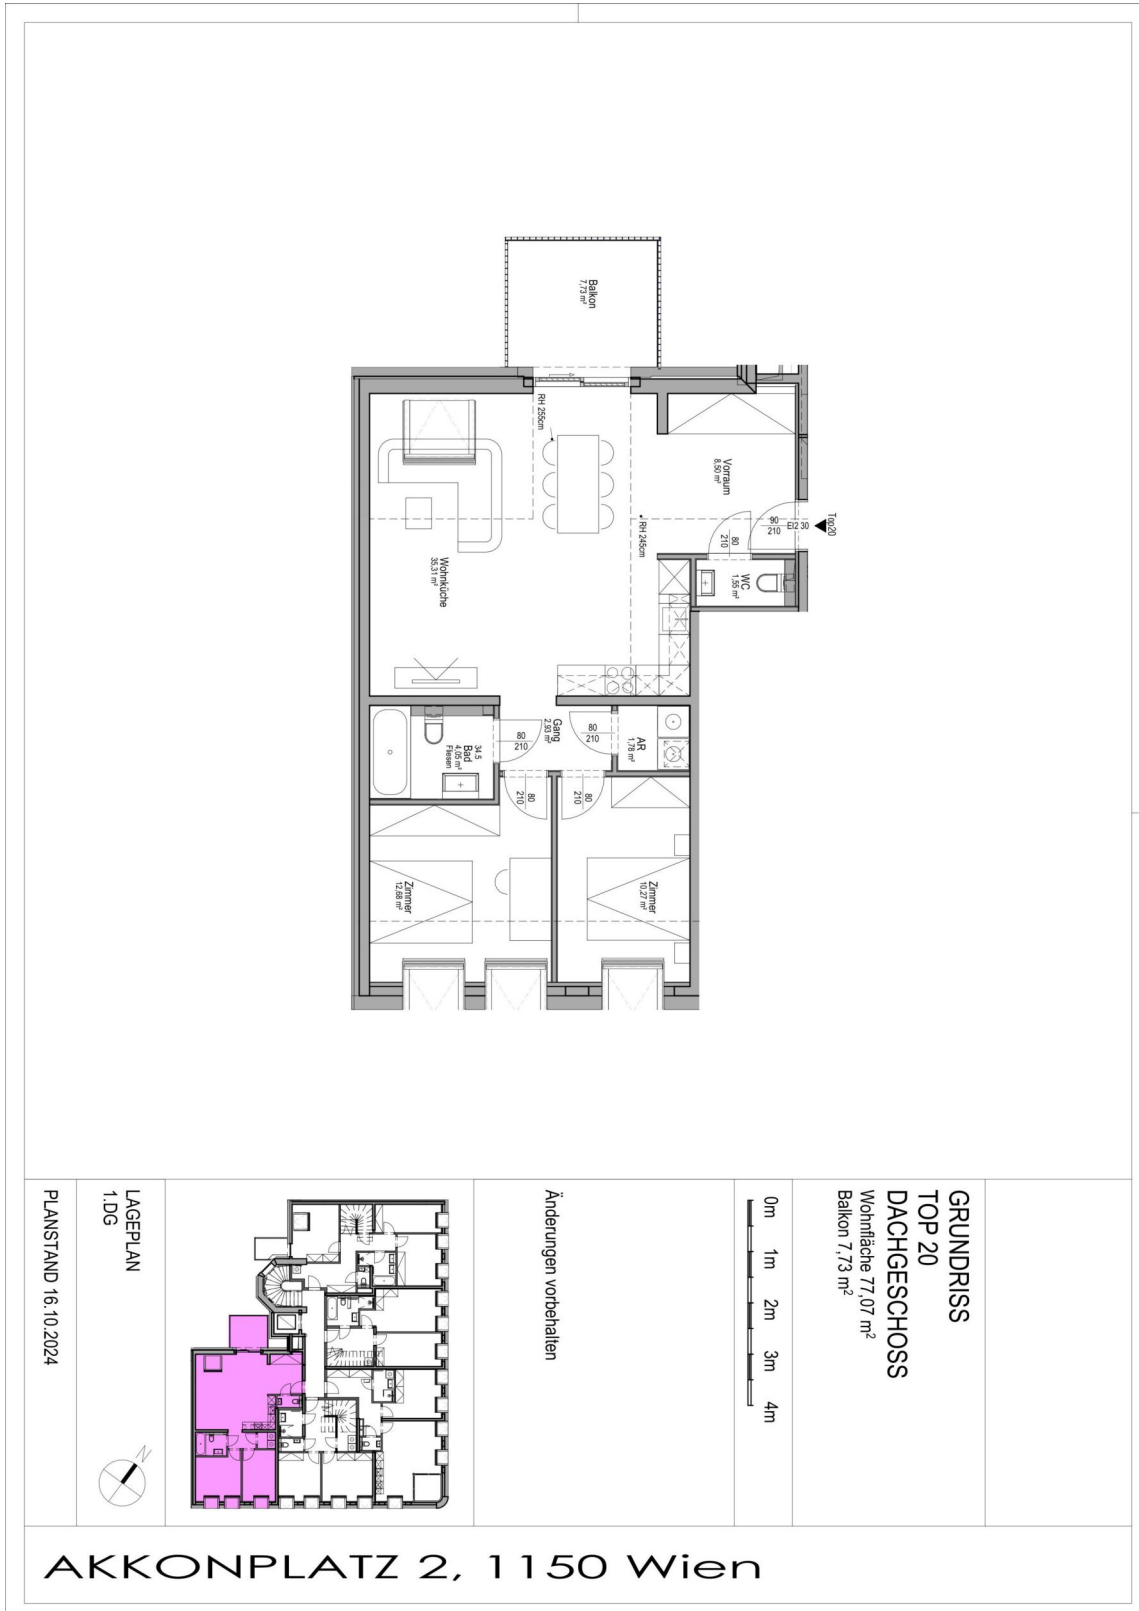 Balkon
7,73 m²
RH 255cm
Vorraum
8,50 m²
Top20
90
210
EI2 30
80
210
RH 245cm
WC
1,55 m²
Wohnküche
35,31 m²
Gang
2,93 m²
80
210
80
210
AR
1,78 m²
34.5
Bad
4,05 m²
Fliesen
80
210
80
210
Zimmer
12,68 m²
Zimmer
10,27 m²
GRUNDRISS
TOP 20
DACHGESCHOSS
Wohnfläche 77,07 m²
Balkon 7,73 m²
0m 1m 2m 3m 4m
Änderungen vorbehalten
N
LAGEPLAN
1.DG
PLANSTAND 16.10.2024
AKKONPLATZ 2, 1150 Wien